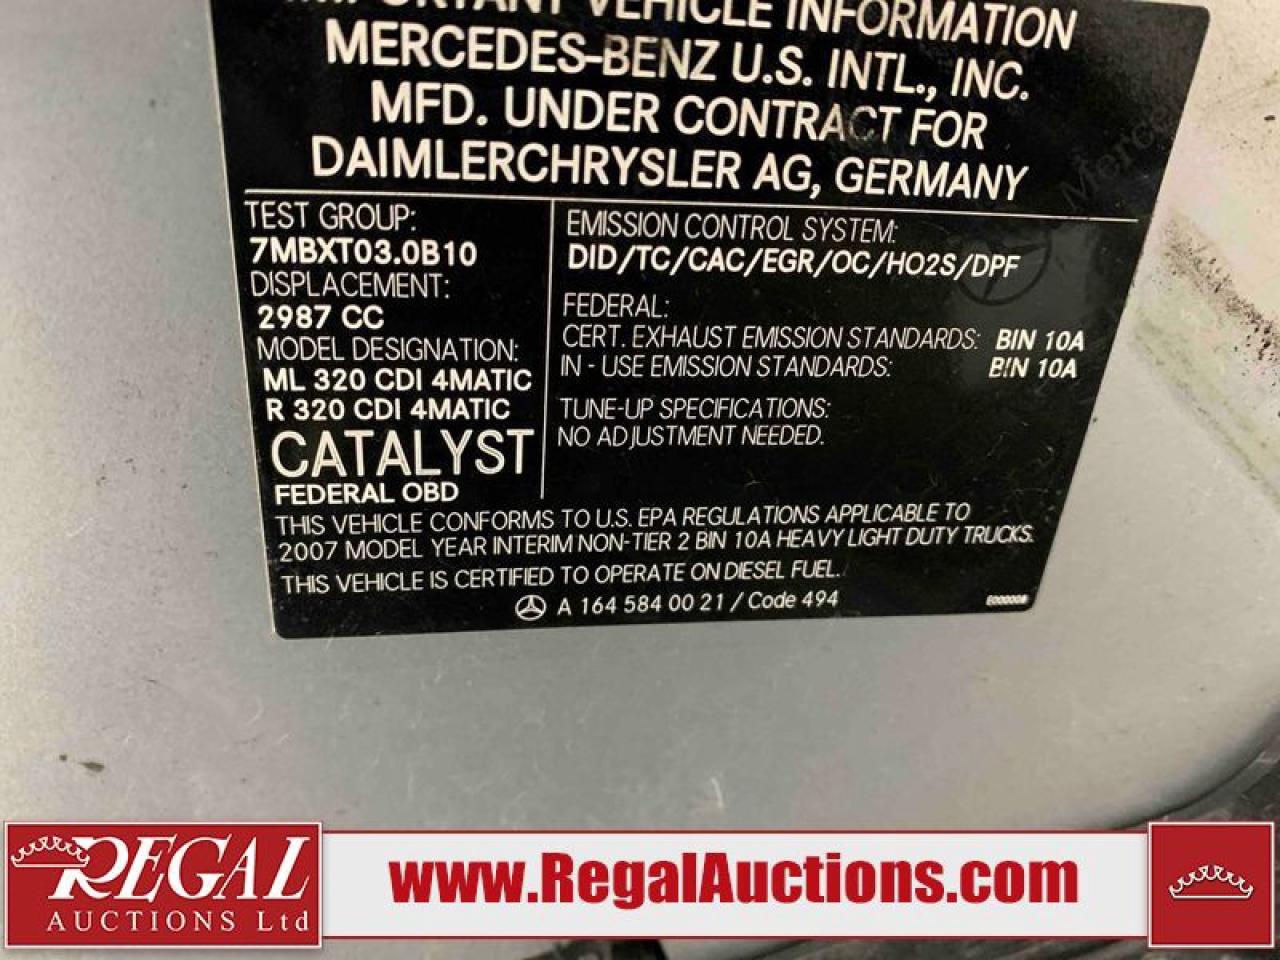 IMPORTANT VEHICLE INFORMATION
MERCEDES-BENZ U.S. INTL., INC.
MFD. UNDER CONTRACT FOR
DAIMLERCHRYSLER AG, GERMANY
TEST GROUP:
7MBXT03.0B10
DISPLACEMENT:
2987 CC
MODEL DESIGNATION:
ML 320 CDI 4MATIC
R 320 CDI 4MATIC
CATALYST
FEDERAL OBD
EMISSION CONTROL SYSTEM:
DID/TC/CAC/EGR/OC/HO2S/DPF
FEDERAL:
CERT. EXHAUST EMISSION STANDARDS: BIN 10A
IN - USE EMISSION STANDARDS: BIN 10A
TUNE-UP SPECIFICATIONS:
NO ADJUSTMENT NEEDED.
THIS VEHICLE CONFORMS TO U.S. EPA REGULATIONS APPLICABLE TO
2007 MODEL YEAR INTERIM NON-TIER 2 BIN 10A HEAVY LIGHT DUTY TRUCKS.
THIS VEHICLE IS CERTIFIED TO OPERATE ON DIESEL FUEL.
A 164 584 00 21 / Code 494
E000008
REGAL
AUCTIONS Ltd
www.RegalAuctions.com